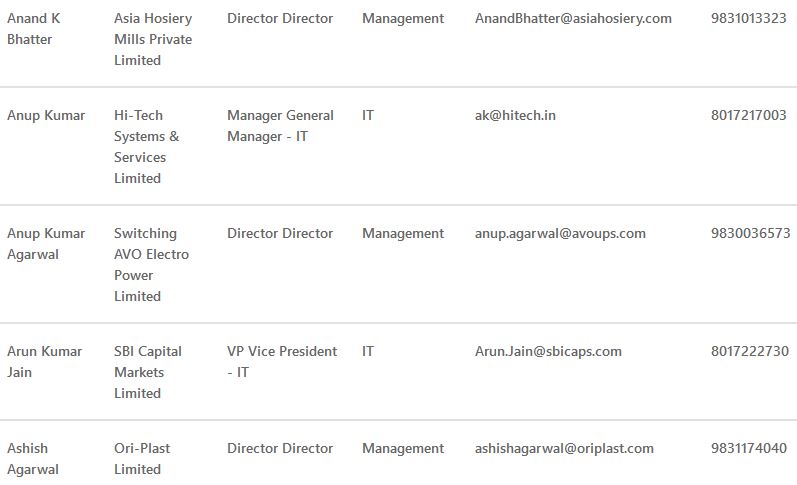 Anand K Asia Hosiery Director Director Management AnandBhatter@asiahosiery.com 9831013323
Bhatter Mills Private
Limited
Anup Kumar Hi-Tech Manager General IT ak@hitech.in 8017217003
Systems & Manager - IT
Services
Limited
Anup Kumar Switching Director Director Management anup.agarwal@avoups.com 9830036573
Agarwal AVO Electro
Power
Limited
Arun Kumar SBI Capital VP Vice President IT Arun.Jain@sbicaps.com 8017222730
Jain Markets - IT
Limited
Ashish Ori-Plast Director Director Management ashishagarwal@oriplast.com 9831174040
Agarwal Limited